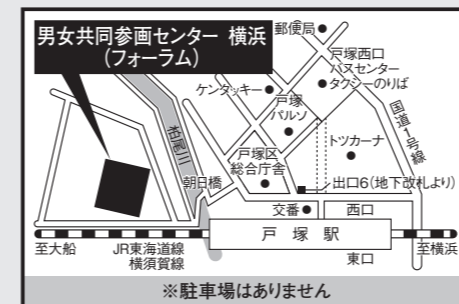 男女共同参画センター 横浜
(フォーラム)
郵便局
戸塚西口
バスセンター
タクシーのりば
ケンタッキー
戸塚
パルソ
国道1号線
柏尾川
トツカーナ
戸塚区
総合庁舎
朝日橋
出口6(地下改札より)
交番
西口
戸塚駅
至大船
JR東海道線
横須賀線
東口
至横浜
※駐車場はありません